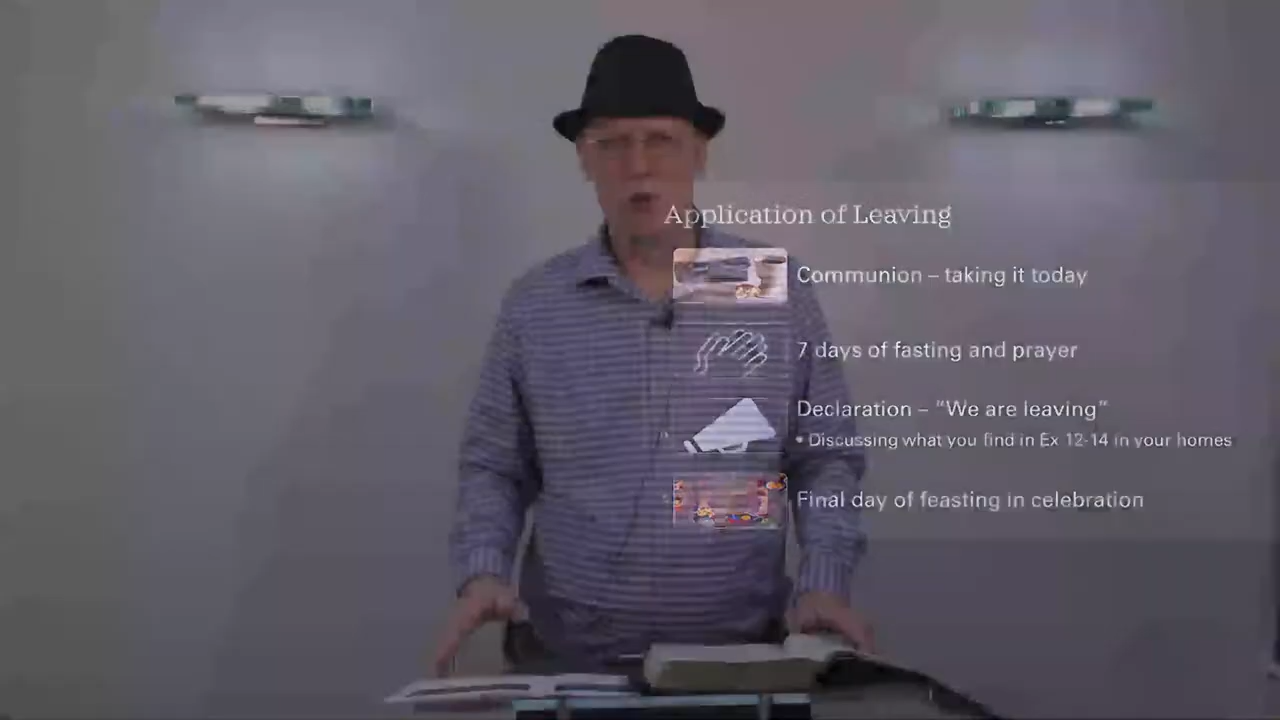 Application of Leaving
Communion – taking it today
7 days of fasting and prayer
Declaration – “We are leaving”
• Discussing what you find in Ex 12-14 in your homes
Final day of feasting in celebration